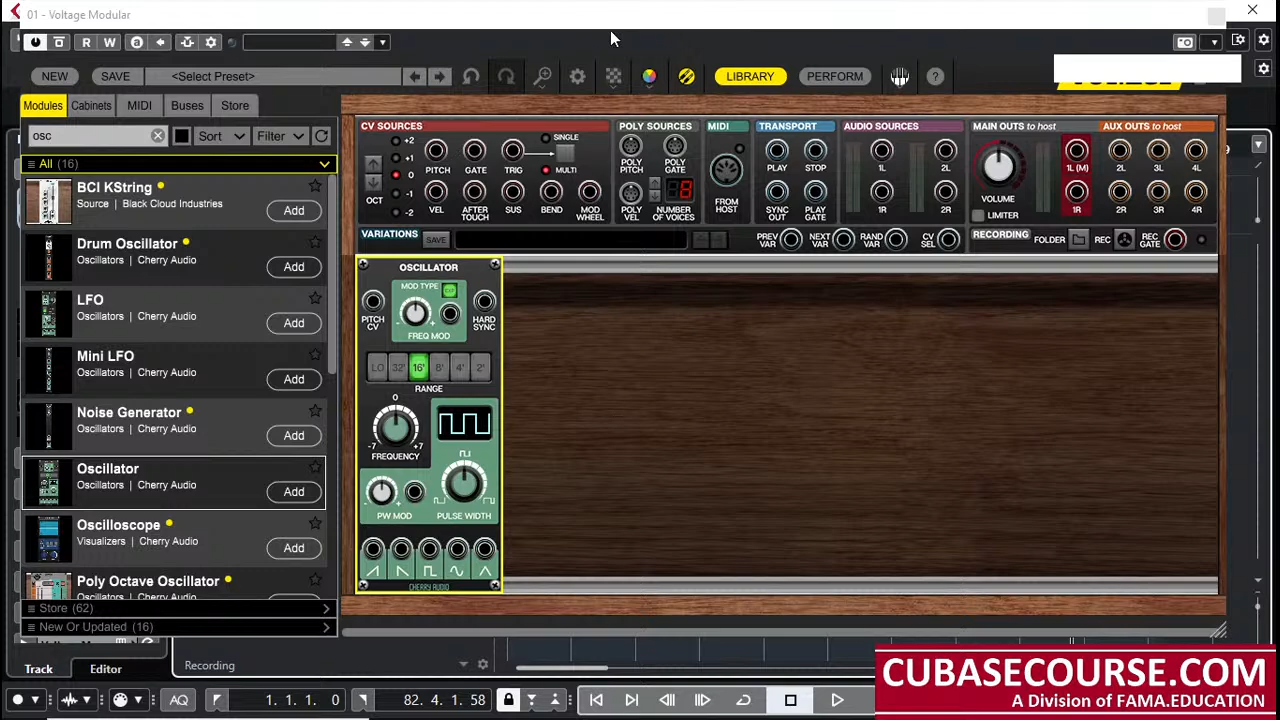 01 - Voltage Modular
R W a
NEW SAVE <Select Preset> LIBRARY PERFORM ?
Modules Cabinets MIDI Buses Store
osc Sort Filter
All (16)
BCI KString
Source | Black Cloud Industries
Add
Drum Oscillator
Oscillators | Cherry Audio
Add
LFO
Oscillators | Cherry Audio
Add
Mini LFO
Oscillators | Cherry Audio
Add
Noise Generator
Oscillators | Cherry Audio
Add
Oscillator
Oscillators | Cherry Audio
Add
Oscilloscope
Visualizers | Cherry Audio
Add
Poly Octave Oscillator
Store (62)
New Or Updated (16)
CV SOURCES
+2
+1
0
-1
-2
OCT
PITCH GATE TRIG
SINGLE
MULTI
VEL AFTER TOUCH SUS BEND MOD WHEEL
POLY SOURCES
POLY PITCH POLY GATE
POLY VEL NUMBER OF VOICES
8
MIDI
FROM HOST
TRANSPORT
PLAY STOP
SYNC OUT PLAY GATE
AUDIO SOURCES
1L 2L
1R 2R
MAIN OUTS to host
VOLUME
LIMITER
1L (M)
1R
AUX OUTS to host
2L 3L 4L
2R 3R 4R
VARIATIONS SAVE
PREV VAR NEXT VAR RAND VAR CV SEL
RECORDING FOLDER REC REC GATE
OSCILLATOR
MOD TYPE
PITCH CV
FREQ MOD
HARD SYNC
LO 32' 16' 8' 4' 2'
RANGE
0
-7 +7
FREQUENCY
PW MOD PULSE WIDTH
CHERRY AUDIO
Track Editor
Recording
AQ 1. 1. 1. 0 82. 4. 1. 58
CUBASECOURSE.COM
A Division of FAMA.EDUCATION